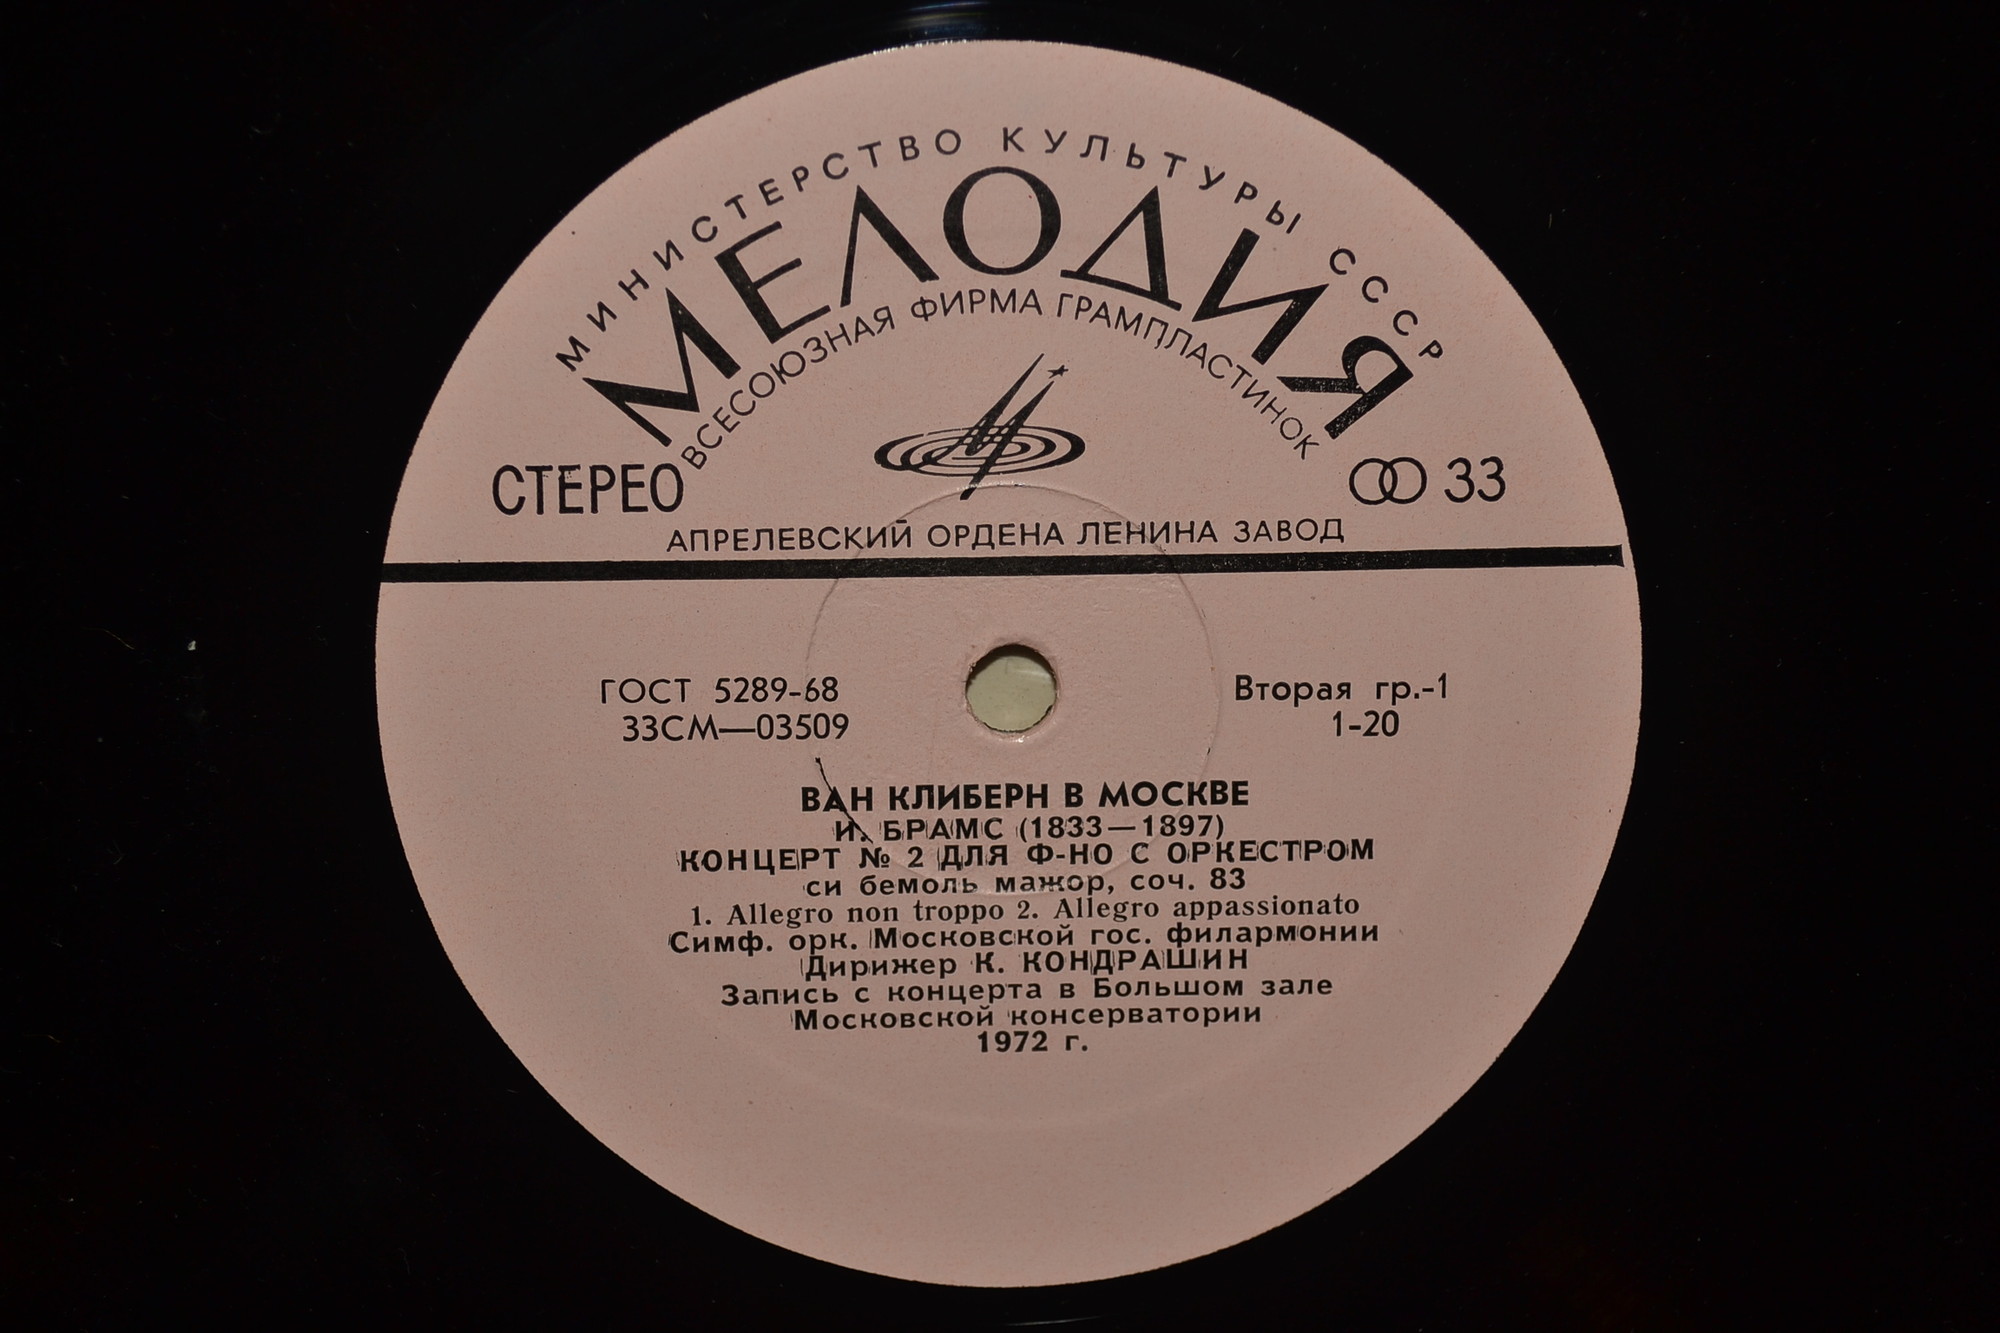 МИНИСТЕРСТВО КУЛЬТУРЫ СССР
МЕЛОДИЯ
ВСЕСОЮЗНАЯ ФИРМА ГРАМПЛАСТИНОК
СТЕРЕО
33
АПРЕЛЕВСКИЙ ОРДЕНА ЛЕНИНА ЗАВОД
ГОСТ 5289-68
33СМ—03509
Вторая гр.-1
1-20
ВАН КЛИБЕРН В МОСКВЕ
И. БРАМС (1833—1897)
КОНЦЕРТ № 2 ДЛЯ Ф-НО С ОРКЕСТРОМ
си бемоль мажор, соч. 83
1. Allegro non troppo 2. Allegro appassionato
Симф. орк. Московской гос. филармонии
Дирижер К. КОНДРАШИН
Запись с концерта в Большом зале
Московской консерватории
1972 г.